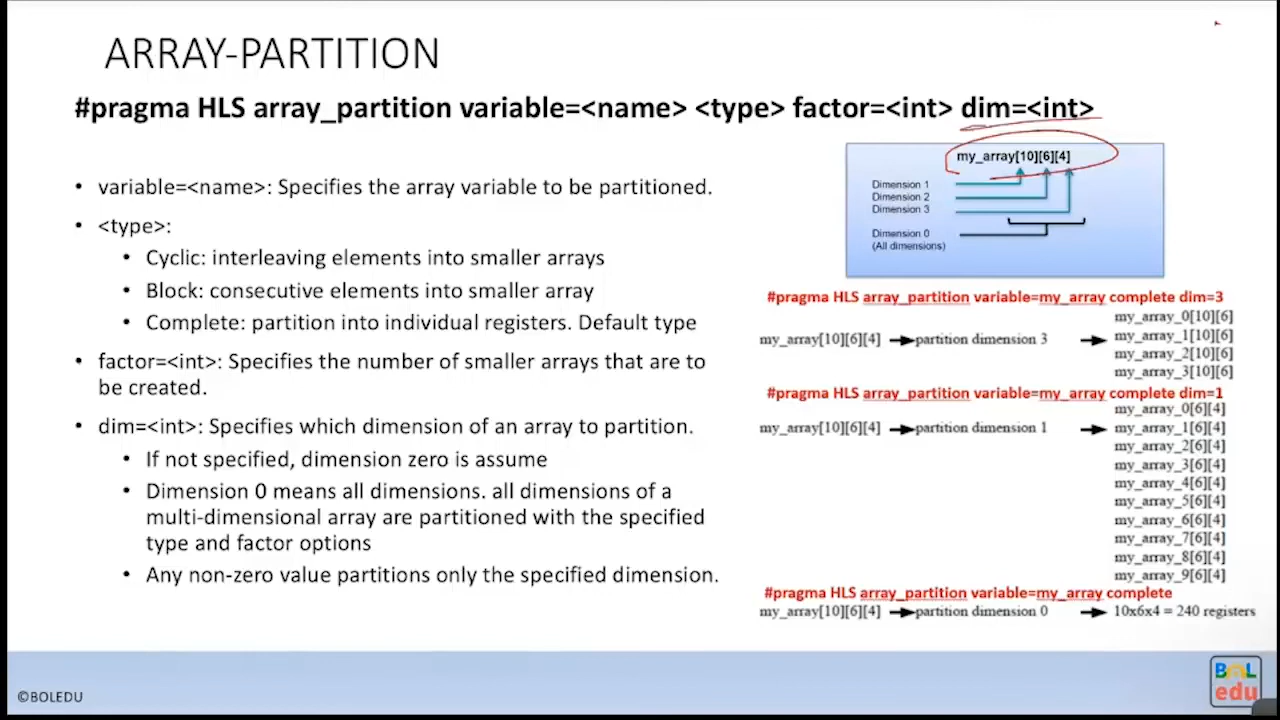 ARRAY-PARTITION
#pragma HLS array_partition variable=<name> <type> factor=<int> dim=<int>
• variable=<name>: Specifies the array variable to be partitioned.
• <type>:
• Cyclic: interleaving elements into smaller arrays
• Block: consecutive elements into smaller array
• Complete: partition into individual registers. Default type
• factor=<int>: Specifies the number of smaller arrays that are to
be created.
• dim=<int>: Specifies which dimension of an array to partition.
• If not specified, dimension zero is assume
• Dimension 0 means all dimensions. all dimensions of a
multi-dimensional array are partitioned with the specified
type and factor options
• Any non-zero value partitions only the specified dimension.
my_array[10][6][4]
Dimension 1
Dimension 2
Dimension 3
Dimension 0
(All dimensions)
#pragma HLS array_partition variable=my_array complete dim=3
my_array[10][6][4] partition dimension 3
my_array_0[10][6]
my_array_1[10][6]
my_array_2[10][6]
my_array_3[10][6]
#pragma HLS array_partition variable=my_array complete dim=1
my_array[10][6][4] partition dimension 1
my_array_0[6][4]
my_array_1[6][4]
my_array_2[6][4]
my_array_3[6][4]
my_array_4[6][4]
my_array_5[6][4]
my_array_6[6][4]
my_array_7[6][4]
my_array_8[6][4]
my_array_9[6][4]
#pragma HLS array_partition variable=my_array complete
my_array[10][6][4] partition dimension 0 10x6x4 = 240 registers
©BOLEDU
BOL
edu